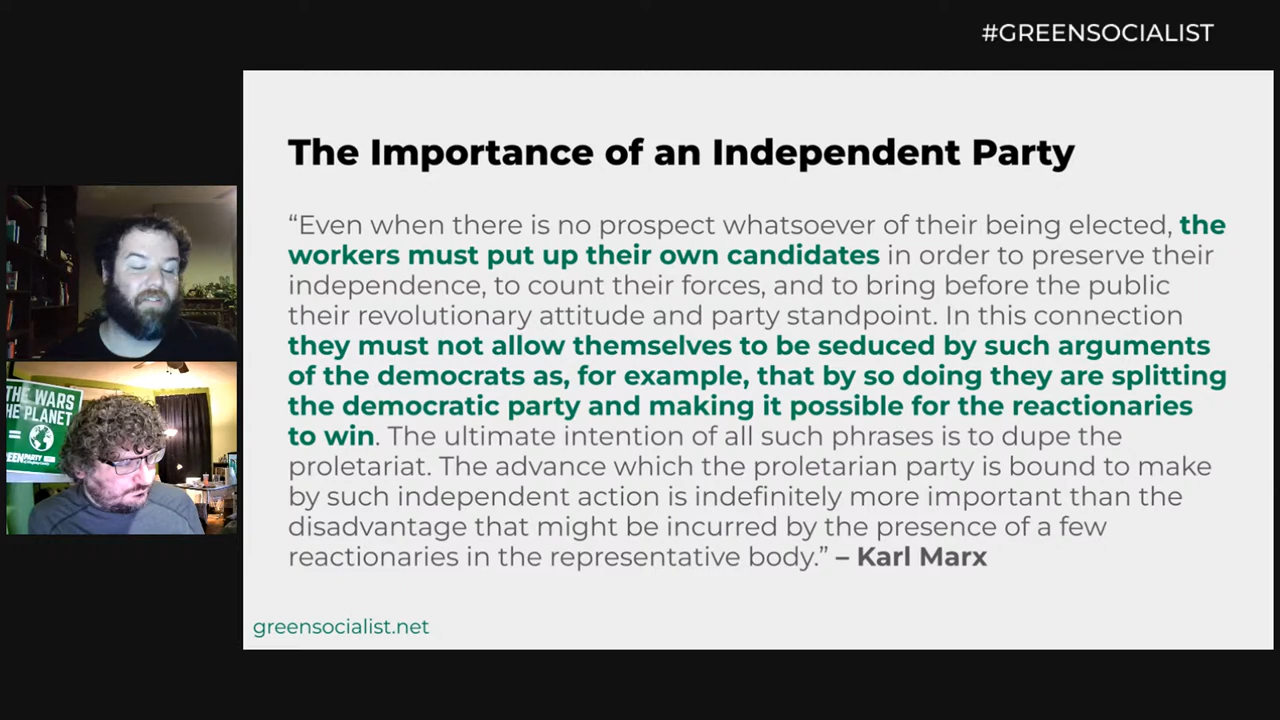 #GREENSOCIALIST
The Importance of an Independent Party
“Even when there is no prospect whatsoever of their being elected, the
workers must put up their own candidates in order to preserve their
independence, to count their forces, and to bring before the public
their revolutionary attitude and party standpoint. In this connection
they must not allow themselves to be seduced by such arguments
of the democrats as, for example, that by so doing they are splitting
the democratic party and making it possible for the reactionaries
to win. The ultimate intention of all such phrases is to dupe the
proletariat. The advance which the proletarian party is bound to make
by such independent action is indefinitely more important than the
disadvantage that might be incurred by the presence of a few
reactionaries in the representative body.” – Karl Marx
greensocialist.net
THE WARS
HE PLANET
=
EENPARTY